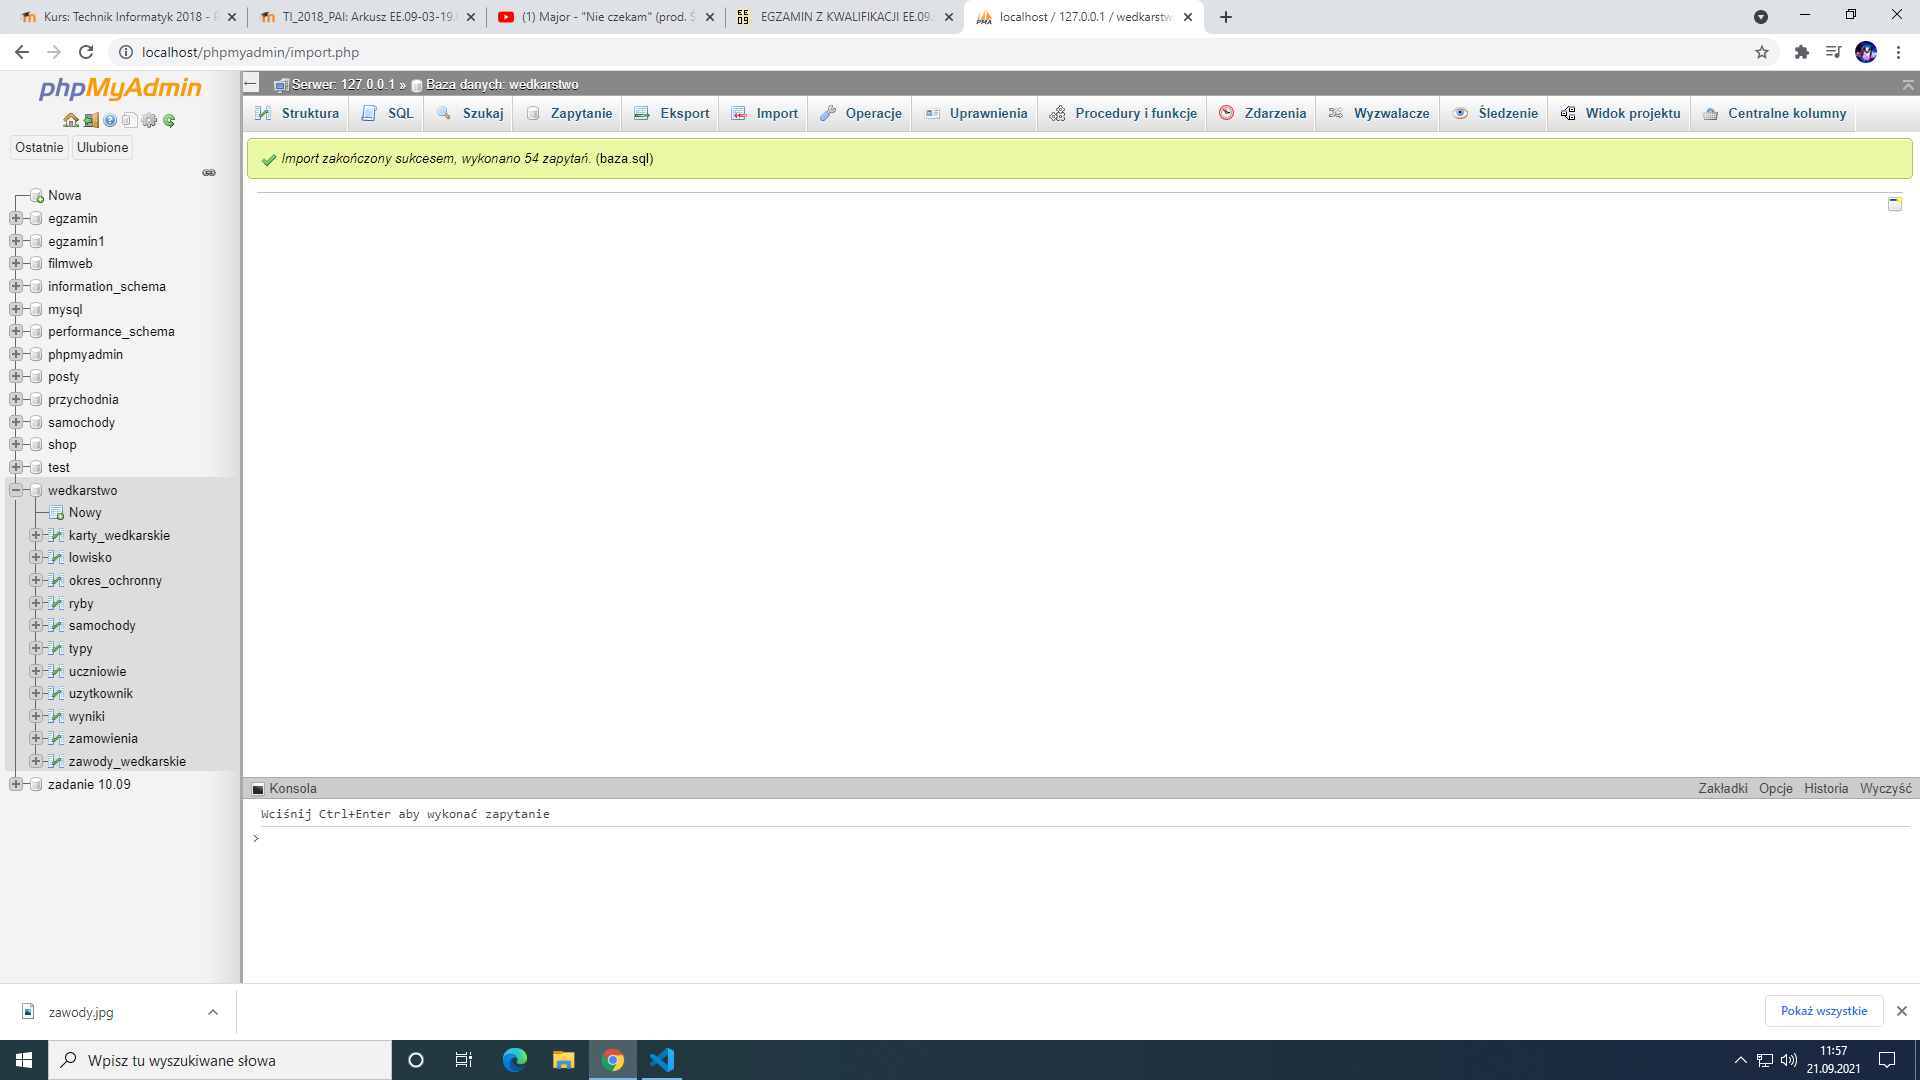 Kurs: Technik Informatyk 2018 - P
TI_2018_PAI: Arkusz EE.09-03-19.
(1) Major - "Nie czekam" (prod. Ś
EE 09
EGZAMIN Z KWALIFIKACJI EE.09.
PMA
localhost / 127.0.0.1 / wedkarstw
localhost/phpmyadmin/import.php
phpMyAdmin
Ostatnie
Ulubione
Nowa
egzamin
egzamin1
filmweb
information_schema
mysql
performance_schema
phpmyadmin
posty
przychodnia
samochody
shop
test
wedkarstwo
Nowy
karty_wedkarskie
lowisko
okres_ochronny
ryby
samochody
typy
uczniowie
uzytkownik
wyniki
zamowienia
zawody_wedkarskie
zadanie 10.09
Serwer: 127.0.0.1 » Baza danych: wedkarstwo
Struktura
SQL
Szukaj
Zapytanie
Eksport
Import
Operacje
Uprawnienia
Procedury i funkcje
Zdarzenia
Wyzwalacze
Śledzenie
Widok projektu
Centralne kolumny
Import zakończony sukcesem, wykonano 54 zapytań. (baza.sql)
Konsola
Zakładki
Opcje
Historia
Wyczyść
Wciśnij Ctrl+Enter aby wykonać zapytanie
>
zawody.jpg
Pokaż wszystkie
Wpisz tu wyszukiwane słowa
11:57
21.09.2021